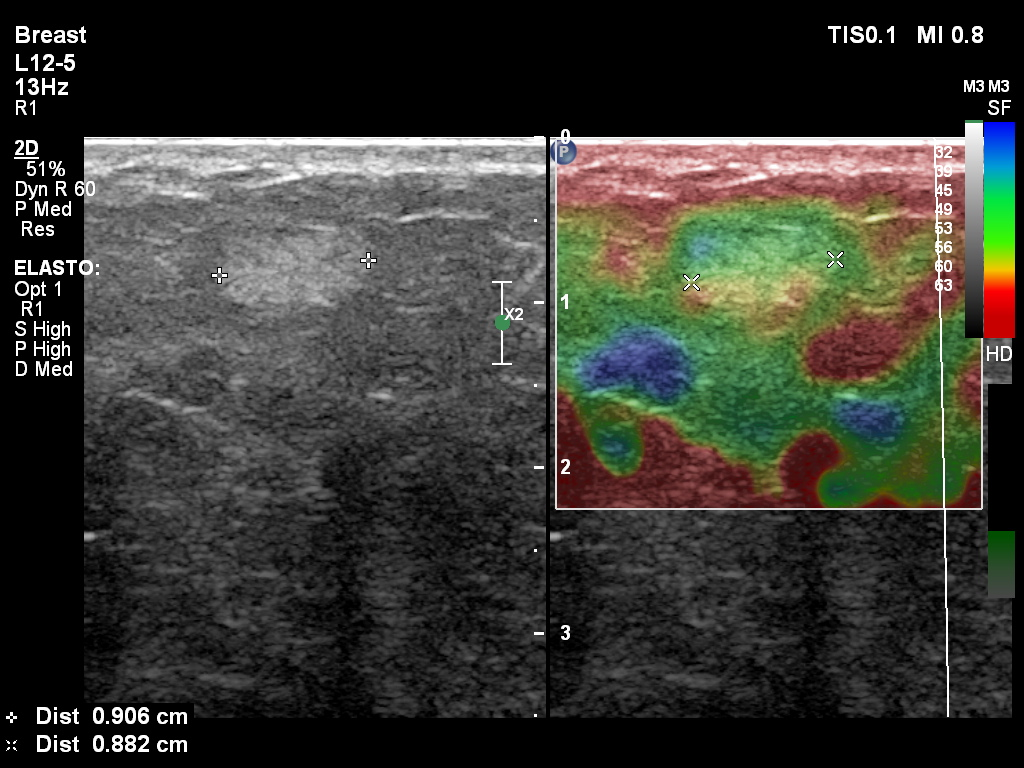 Breast
L12-5
13Hz
R1
2D
51%
Dyn R 60
P Med
Res
ELASTO:
Opt 1
R1
S High
P High
D Med
TIS0.1 MI 0.8
M3 M3
SF
P
0
32
39
45
49
53
56
60
63
1
X2
HD
2
3
Dist 0.906 cm
Dist 0.882 cm